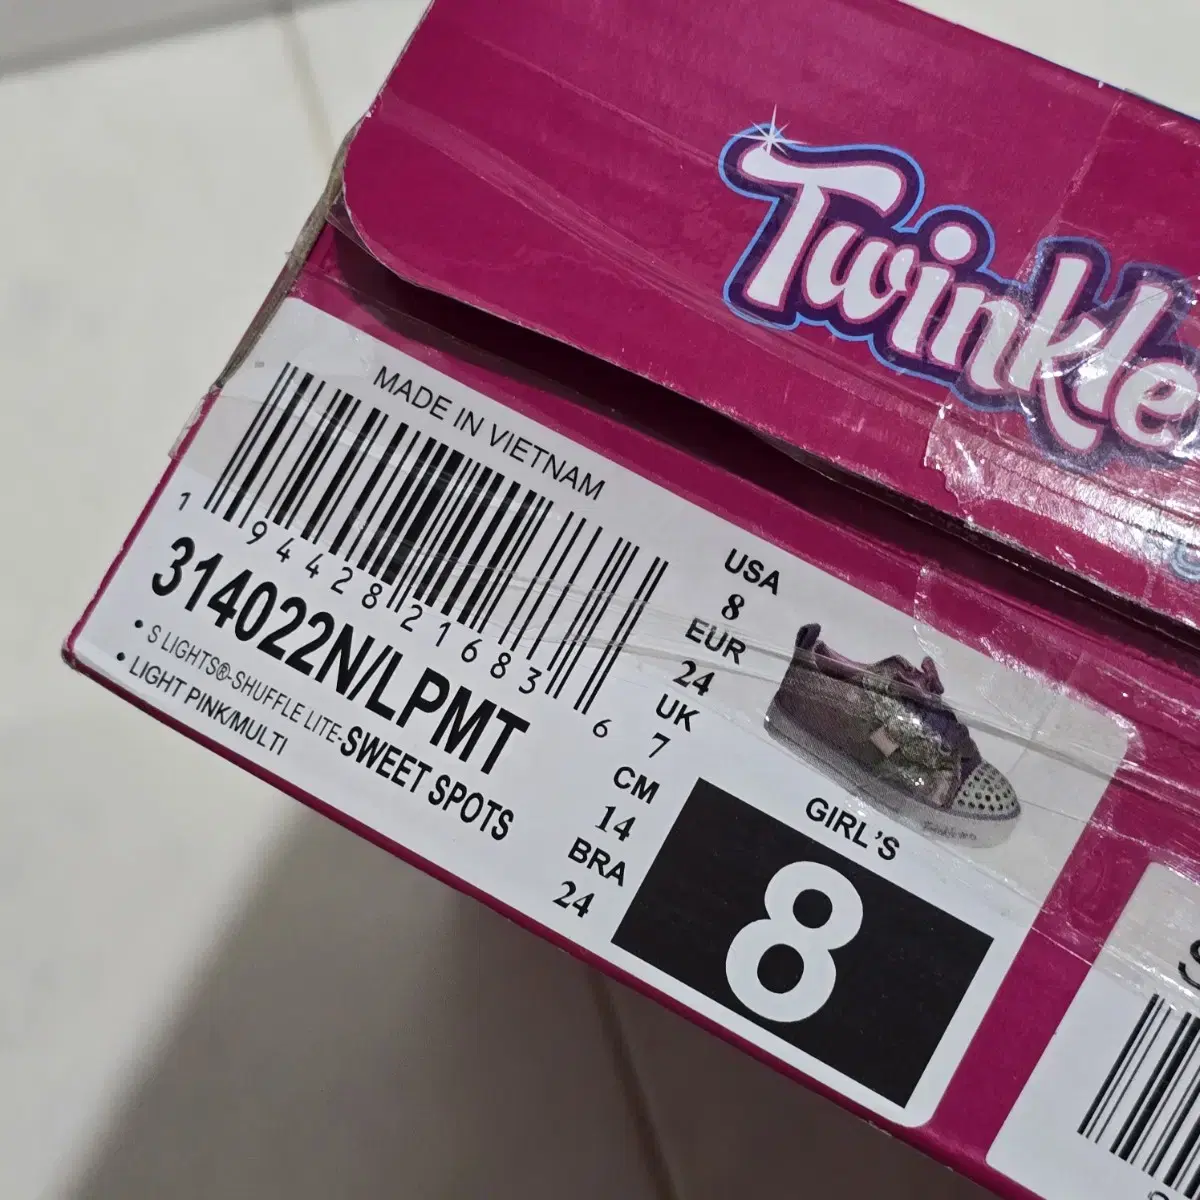 Twinkle
MADE IN VIETNAM
1 94428 21683 6
314022N/LPMT
• S LIGHTS®-SHUFFLE LITE-SWEET SPOTS
• LIGHT PINK/MULTI
USA
8
EUR
24
UK
7
CM
14
BRA
24
GIRL'S
8